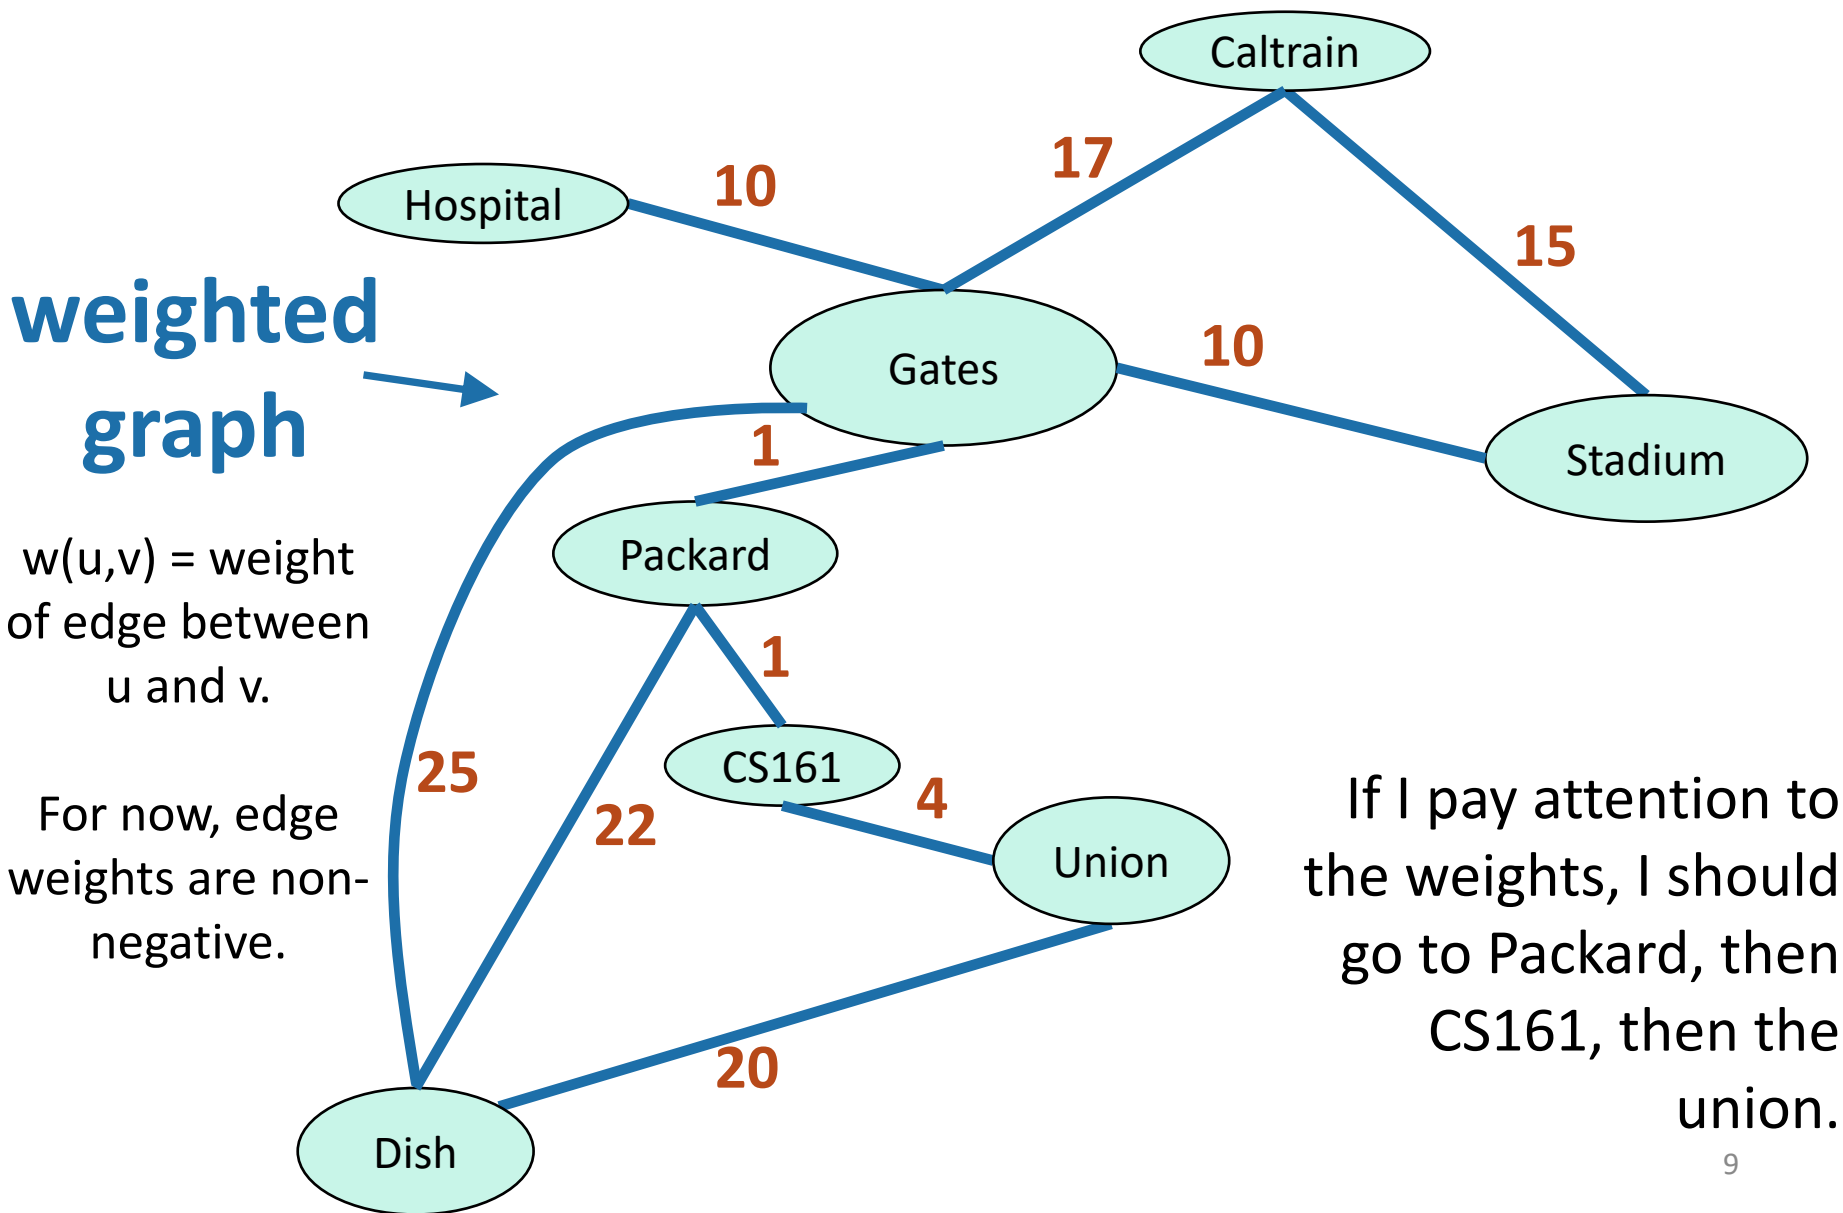 Caltrain
17
10
Hospital
15
weighted
graph
10
Gates
1
Stadium
w(u,v) = weight
of edge between
u and v.
Packard
1
25
CS161
4
For now, edge
weights are non-
negative.
22
Union
If I pay attention to
the weights, I should
go to Packard, then
CS161, then the
union.
20
Dish
9